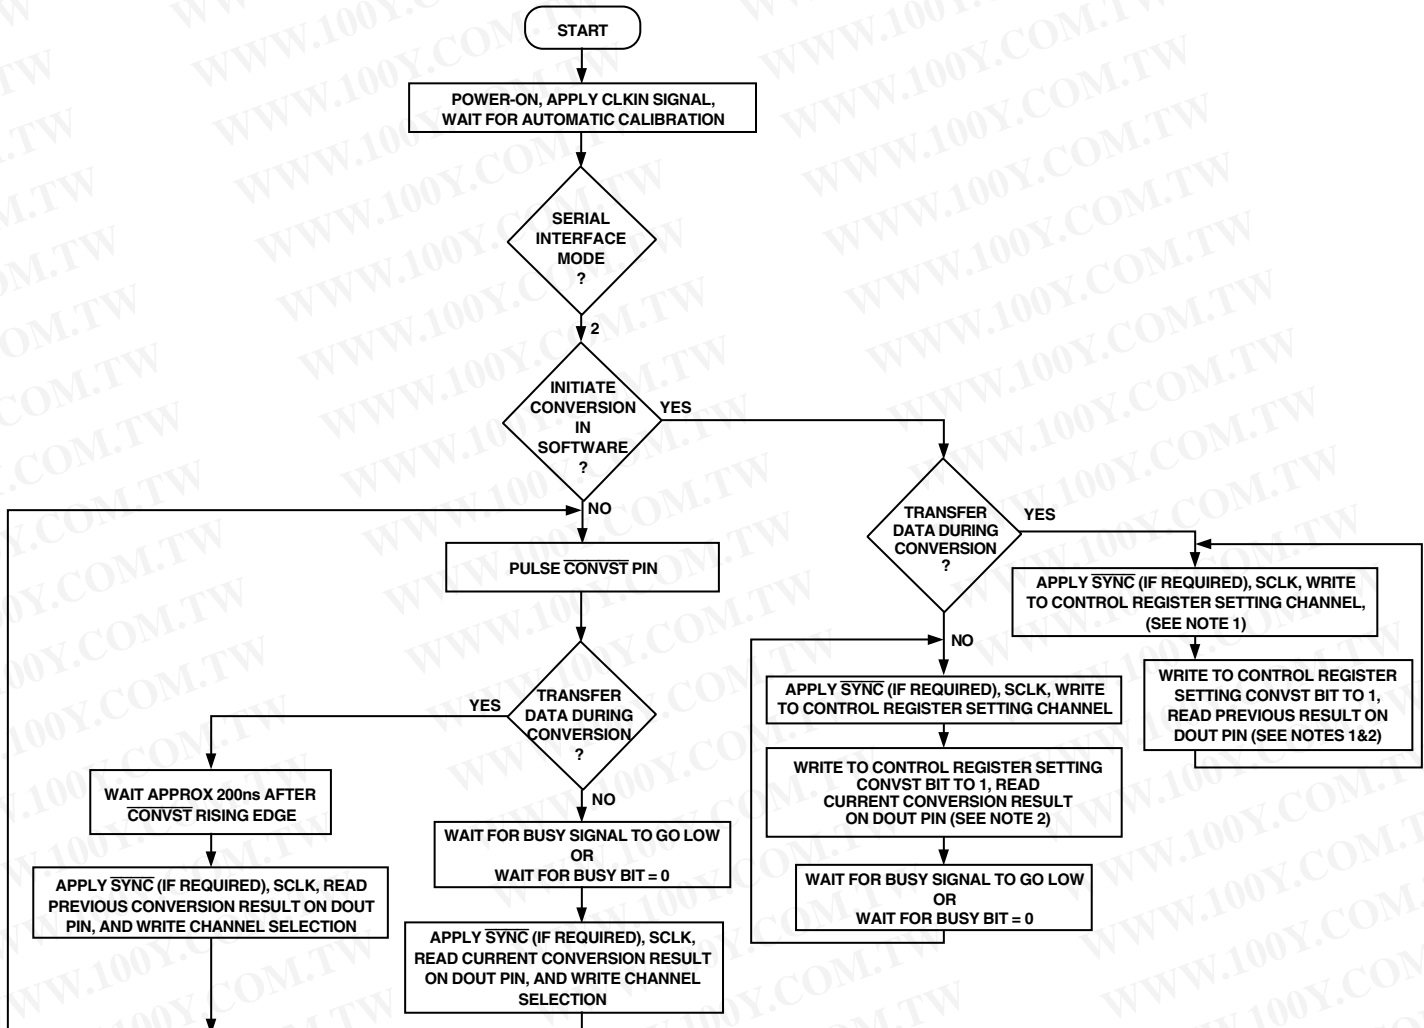 START
POWER-ON, APPLY CLKIN SIGNAL,
WAIT FOR AUTOMATIC CALIBRATION
SERIAL
INTERFACE
MODE
?
2
INITIATE
CONVERSION
IN
SOFTWARE
?
YES
NO
PULSE CONVST PIN
TRANSFER
DATA DURING
CONVERSION
?
YES
NO
WAIT APPROX 200ns AFTER
CONVST RISING EDGE
APPLY SYNC (IF REQUIRED), SCLK, READ
PREVIOUS CONVERSION RESULT ON DOUT
PIN, AND WRITE CHANNEL SELECTION
WAIT FOR BUSY SIGNAL TO GO LOW
OR
WAIT FOR BUSY BIT = 0
APPLY SYNC (IF REQUIRED), SCLK,
READ CURRENT CONVERSION RESULT
ON DOUT PIN, AND WRITE CHANNEL
SELECTION
TRANSFER
DATA DURING
CONVERSION
?
YES
NO
APPLY SYNC (IF REQUIRED), SCLK, WRITE
TO CONTROL REGISTER SETTING CHANNEL
WRITE TO CONTROL REGISTER SETTING
CONVST BIT TO 1, READ
CURRENT CONVERSION RESULT
ON DOUT PIN (SEE NOTE 2)
WAIT FOR BUSY SIGNAL TO GO LOW
OR
WAIT FOR BUSY BIT = 0
APPLY SYNC (IF REQUIRED), SCLK, WRITE
TO CONTROL REGISTER SETTING CHANNEL,
(SEE NOTE 1)
WRITE TO CONTROL REGISTER
SETTING CONVST BIT TO 1,
READ PREVIOUS RESULT ON
DOUT PIN (SEE NOTES 1&2)
WWW.100Y.COM.TW